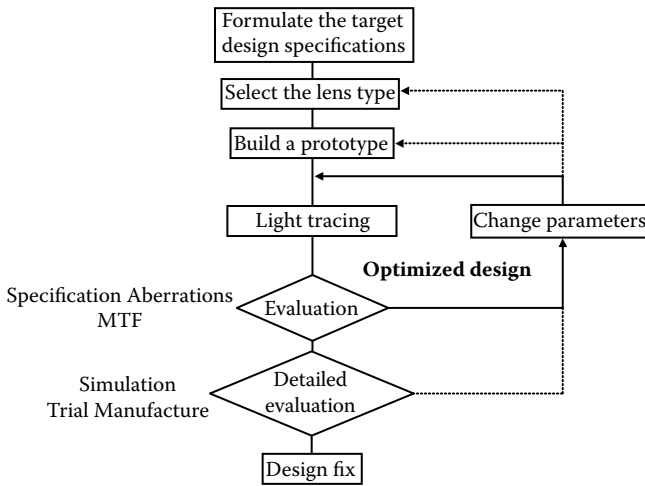 Formulate the target
design specifications
Select the lens type
Build a prototype
Light tracing
Change parameters
Optimized design
Specification Aberrations
MTF
Evaluation
Simulation
Trial Manufacture
Detailed
evaluation
Design fix